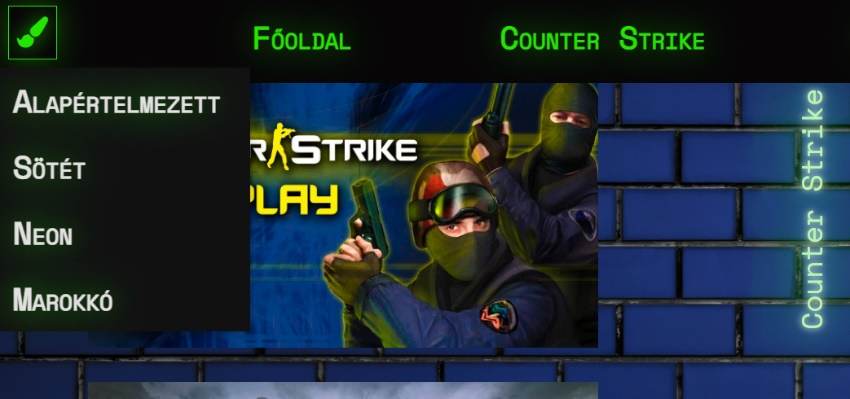 Főoldal
Counter Strike
Alapértelmezett
Sötét
Neon
Marokkó
R STRIKE
PLAY
Counter Strike